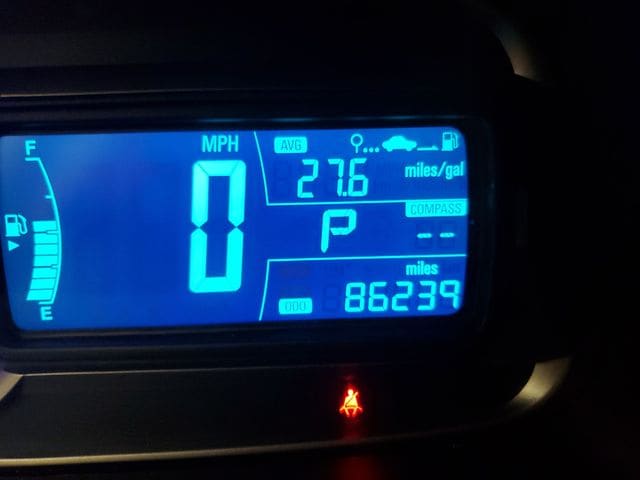 F
MPH
AVG
27.6 miles/gal
0
COMPASS
P
--
E
miles
ODO 86239